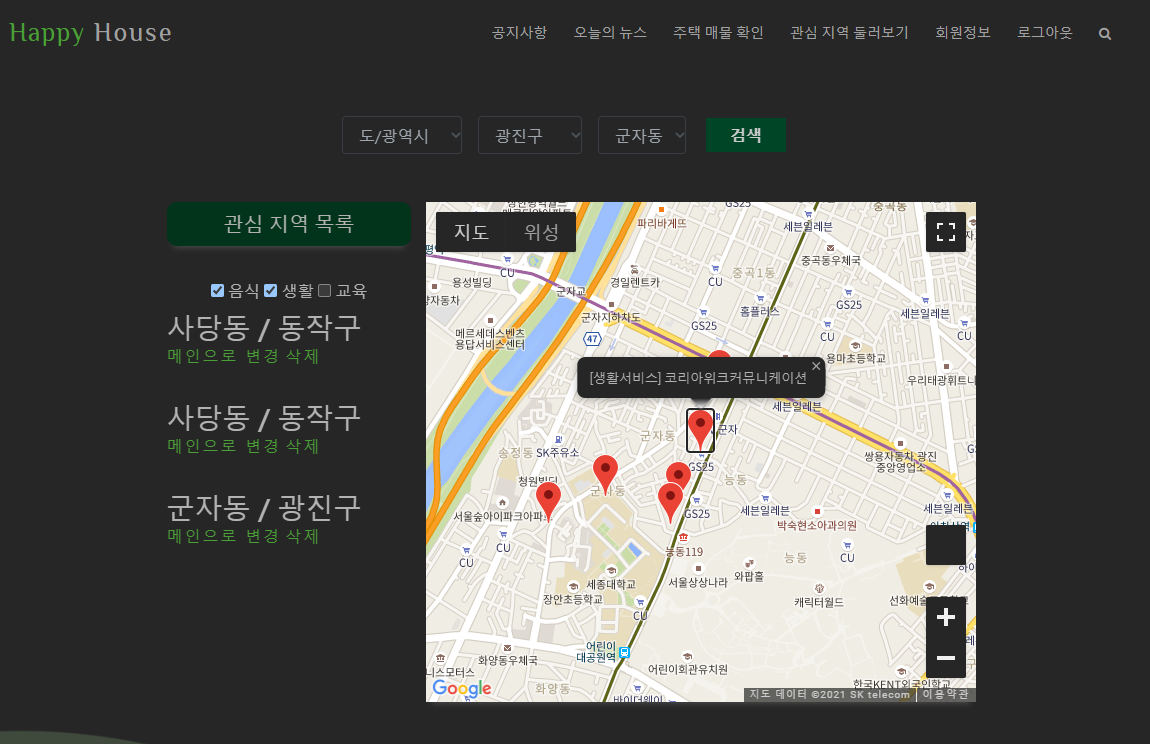 Happy House
공지사항 오늘의 뉴스 주택 매물 확인 관심 지역 둘러보기 회원정보 로그아웃
도/광역시 광진구 군자동 검색
관심 지역 목록
음식 생활 교육
사당동 / 동작구
메인으로 변경 삭제
사당동 / 동작구
메인으로 변경 삭제
군자동 / 광진구
메인으로 변경 삭제
지도 위성
GS25
중곡동
파리바게뜨
세븐일레븐
중곡동우체국
CU
용성빌딩
경일렌트카
중곡1동
CU
군자교
GS25
군자지하차도
홈플러스
세븐일레븐
GS25
메르세데스벤츠
용답서비스센터
47
CU
CU
용마초등학교
[생활서비스] 코리아위크커뮤니케이션
우리태광휘트니
세븐일레븐
군자동
군자
송정동
SK주유소
쌍용자동차 광진
중앙영업소
GS25
청원빌딩
능동
군자동
세븐일레븐
세븐일레븐
GS25
서울숲아이파크아파트
박숙현소아과의원
CU
CU
능동119
능동
CU
세종대학교
서울상상나라
와팝홀
장안초등학교
캐릭터월드
선화예술
CU
어린이
대공원역
어린이회관유치원
화양동우체국
니스모터스
한국KENT외국인학교
화양동
바이더웨이
Google
지도 데이터 ©2021 SK telecom 이용약관